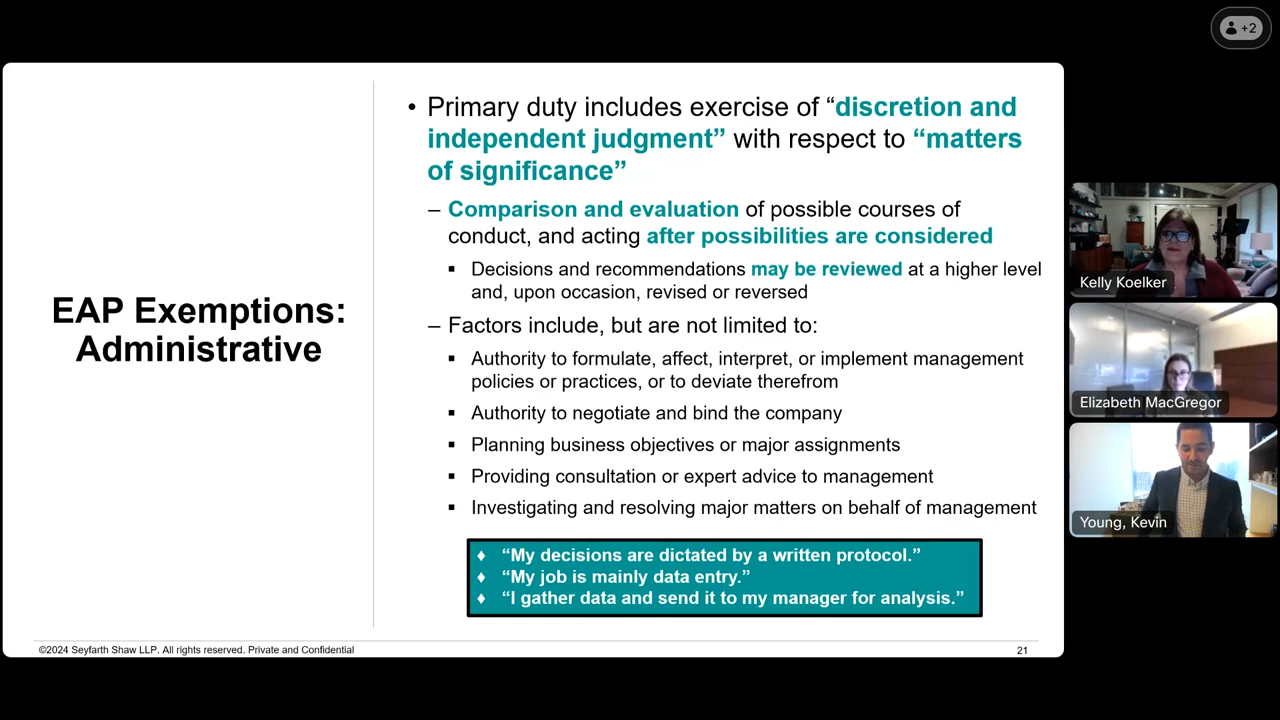 +2
EAP Exemptions:
Administrative
• Primary duty includes exercise of “discretion and
independent judgment” with respect to “matters
of significance”
– Comparison and evaluation of possible courses of
conduct, and acting after possibilities are considered
▪ Decisions and recommendations may be reviewed at a higher level
and, upon occasion, revised or reversed
– Factors include, but are not limited to:
▪ Authority to formulate, affect, interpret, or implement management
policies or practices, or to deviate therefrom
▪ Authority to negotiate and bind the company
▪ Planning business objectives or major assignments
▪ Providing consultation or expert advice to management
▪ Investigating and resolving major matters on behalf of management
♦ “My decisions are dictated by a written protocol.”
♦ “My job is mainly data entry.”
♦ “I gather data and send it to my manager for analysis.”
©2024 Seyfarth Shaw LLP. All rights reserved. Private and Confidential
21
Kelly Koelker
Elizabeth MacGregor
Young, Kevin